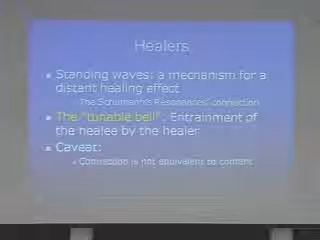 Healers
Standing waves: a mechanism for a
distant healing effect
The Schumann's Resonances, connection
The "tunable bell". Entrainment of
the healee by the healer
Caveat:
Connection is not equivalent to content